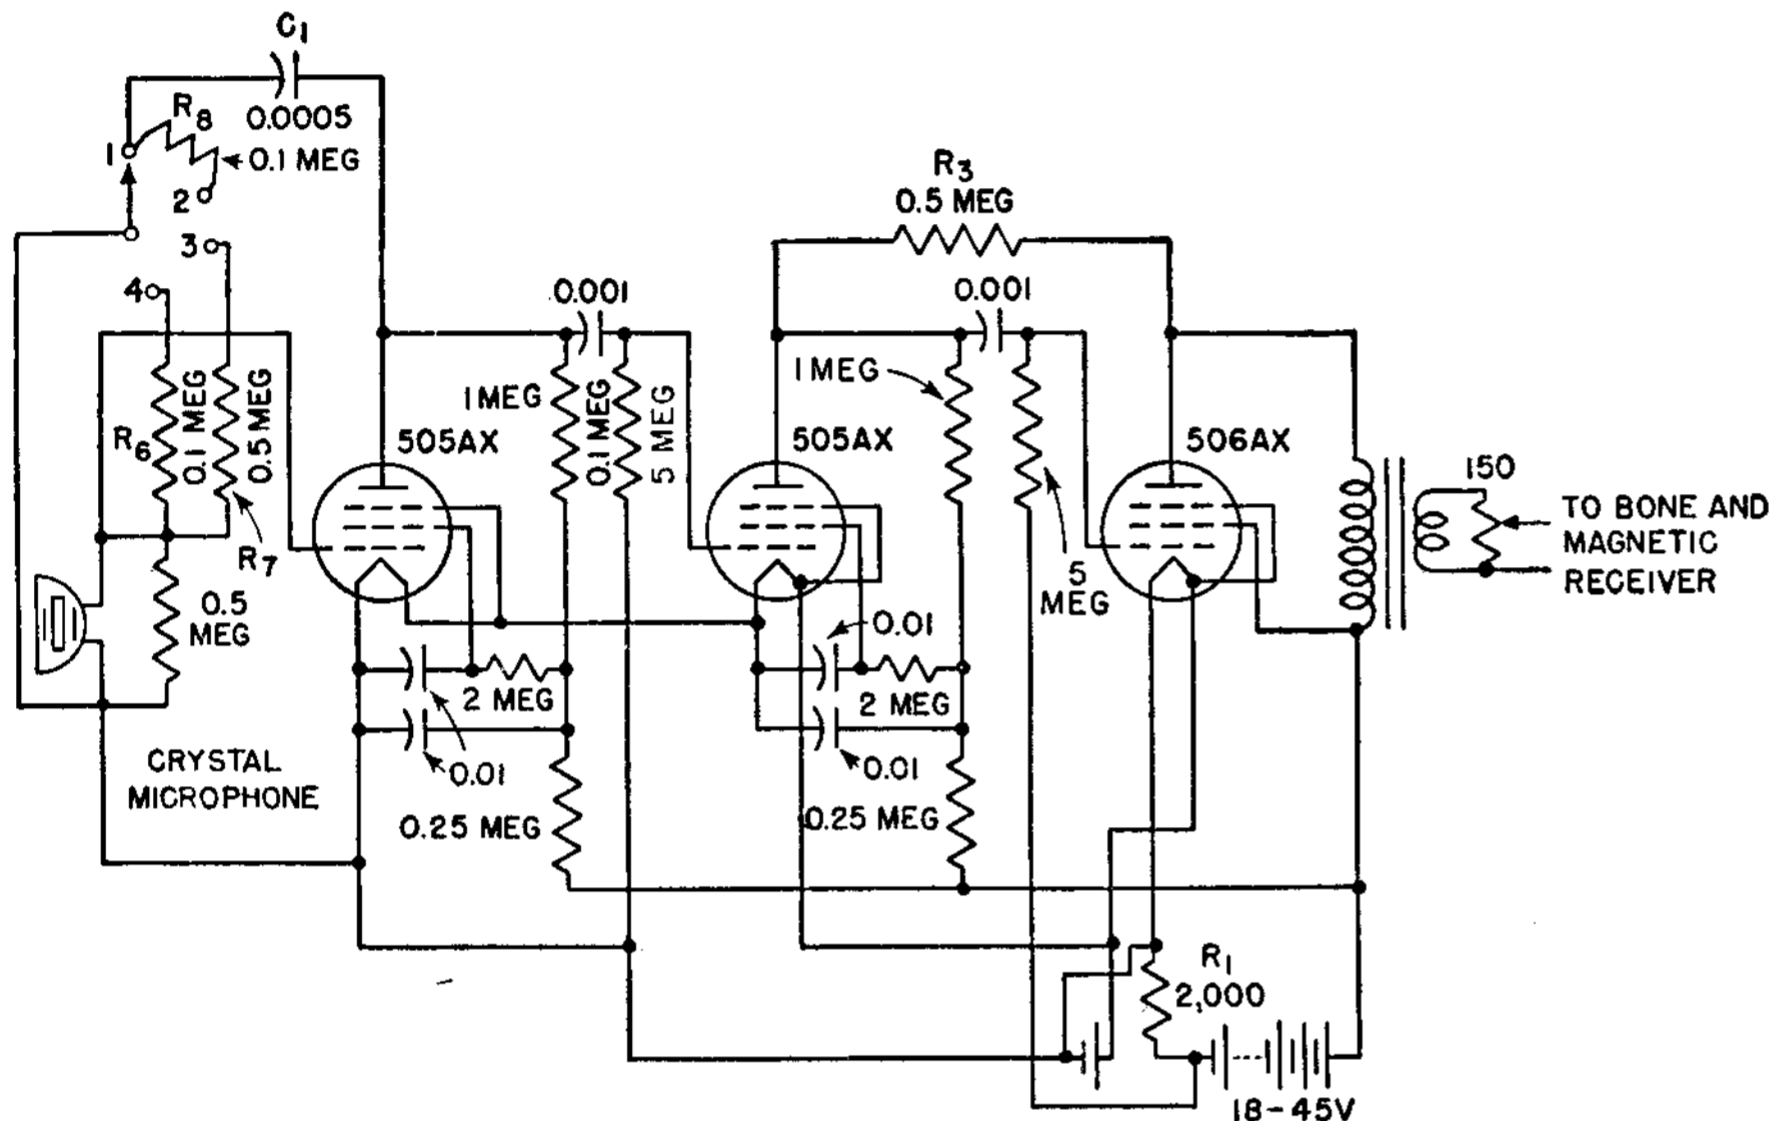 C1
0.0005
R8
0.1 MEG
1
2
3
4
R3
0.5 MEG
0.001
0.001
R6
0.1 MEG
0.5 MEG
R7
1 MEG
0.1 MEG
5 MEG
1 MEG
505AX
505AX
506AX
150
TO BONE AND
MAGNETIC
RECEIVER
5
MEG
0.5
MEG
0.01
2 MEG
2 MEG
0.01
0.01
CRYSTAL
MICROPHONE
0.25 MEG
0.25 MEG
R1
2,000
18-45V